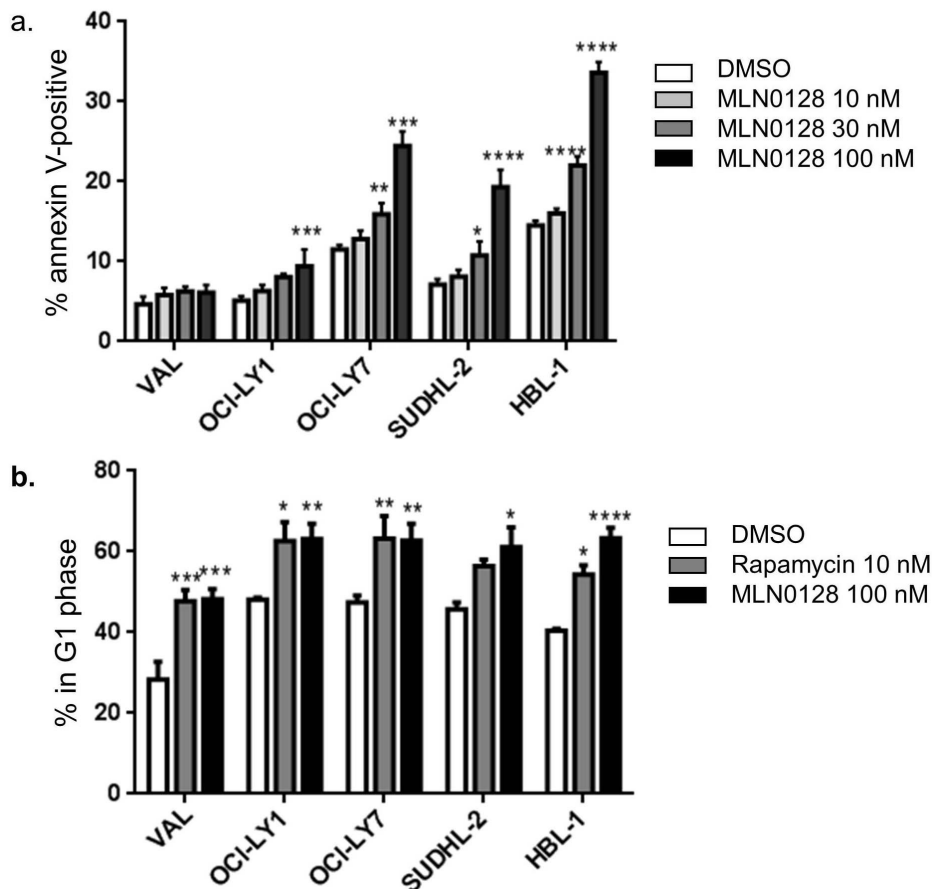 a.
% annexin V-positive
40
30
20
10
0
***
** ***
* ****
**** ****
VAL
OCI-LY1
OCI-LY7
SUDHL-2
HBL-1
DMSO
MLN0128 10 nM
MLN0128 30 nM
MLN0128 100 nM
b.
% in G1 phase
80
60
40
20
0
*** ***
* **
** **
*
* ****
VAL
OCI-LY1
OCI-LY7
SUDHL-2
HBL-1
DMSO
Rapamycin 10 nM
MLN0128 100 nM